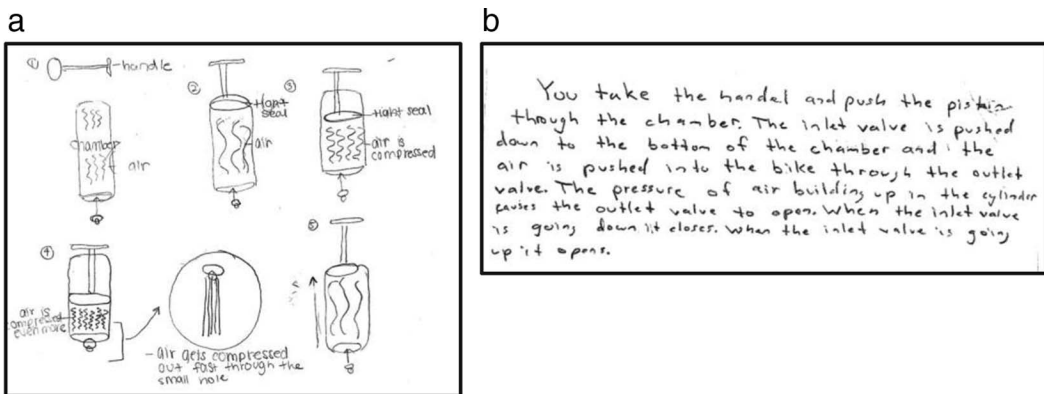 a
b
① handle
chamber
air
②
tight
seal
air
③
tight seal
air is
compressed
④
air is
compressed
even more
- air gets compressed
out fast through the
small hole
⑤
You take the handel and push the
through the chamber. The inlet valve is pushed
down to the bottom of the chamber and the
air is pushed into the bike through the outlet
valve. The pressure of air building up in the cylinder
causes the outlet valve to open. When the inlet valve
is going down it closes. When the inlet valve is going
up it opens.